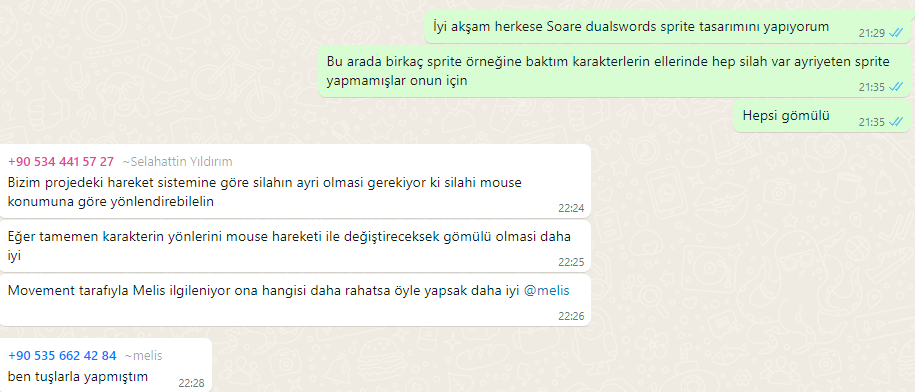 İyi akşam herkese Soare dualswords sprite tasarımını yapıyorum
21:29
Bu arada birkaç sprite örneğine baktım karakterlerin ellerinde hep silah var ayriyeten sprite
yapmamışlar onun için
21:35
Hepsi gömülü
21:35
+90 534 441 57 27 ~Selahattin Yıldırım
Bizim projedeki hareket sistemine göre silahın ayri olmasi gerekiyor ki silahi mouse
konumuna göre yönlendirebilelin
22:24
Eğer tamemen karakterin yönlerini mouse hareketi ile değiştireceksek gömülü olmasi daha
iyi
22:25
Movement tarafıyla Melis ilgileniyor ona hangisi daha rahatsa öyle yapsak daha iyi @melis
22:26
+90 535 662 42 84 ~melis
ben tuşlarla yapmıştım
22:28